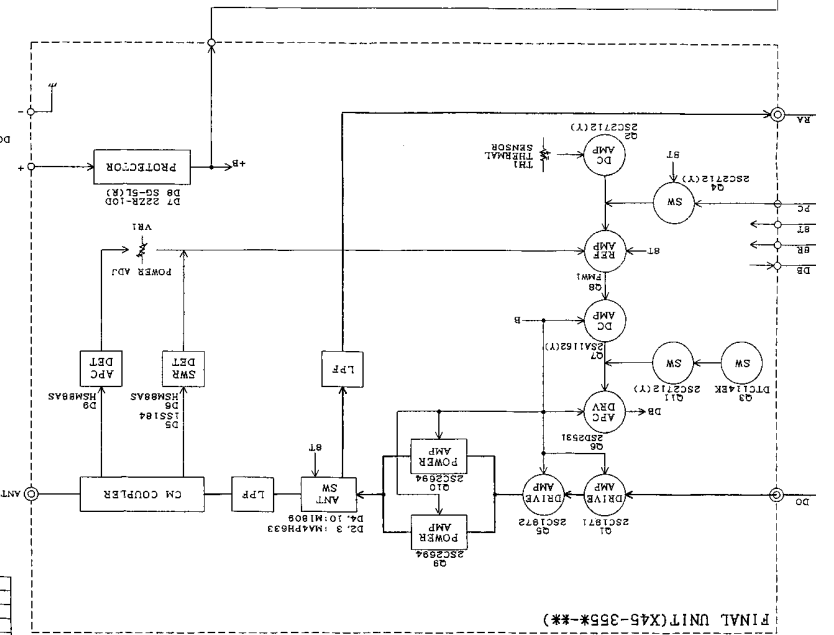 FINAL UNIT(X45-355*-**)
DO
Q1
2SC1971
DRIVE
AMP
Q5
2SC1972
DRIVE
AMP
Q9
2SC2694
POWER
AMP
Q10
2SC2694
POWER
AMP
D2, 3 : MA4PH633
D4, 10:MI809
ANT
SW
8T
LPF
CM COUPLER
ANT
Q3
DTC114EK
SW
Q11
2SC2712(Y)
SW
Q6
2SD2531
APC
DRV
DB
Q7
2SA1162(Y)
DC
AMP
B
LPF
D5
1SS184
D6
HSM88AS
SWR
DET
D9
HSM88AS
APC
DET
DB
8R
8T
PC
Q8
FMW1
REF
AMP
8T
POWER ADJ
VR1
Q4
2SC2712(Y)
SW
8T
Q2
2SC2712(Y)
DC
AMP
TH1
THERMAL
SENSOR
RA
D7 22ZR-10D
D8 SG-5L(R)
PROTECTOR
+B
+
-
DC